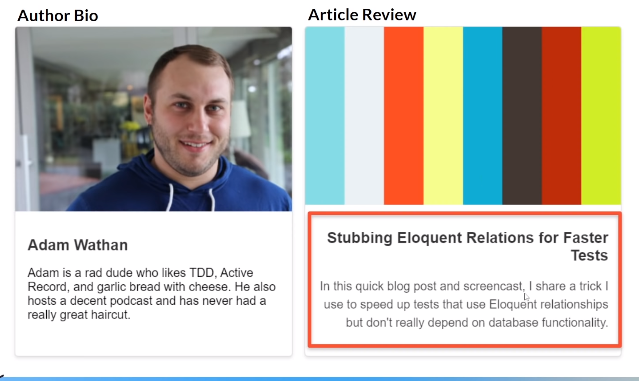 Author Bio
Adam Wathan
Adam is a rad dude who likes TDD, Active
Record, and garlic bread with cheese. He also
hosts a decent podcast and has never had a
really great haircut.
Article Review
Stubbing Eloquent Relations for Faster
Tests
In this quick blog post and screencast, I share a trick I
use to speed up tests that use Eloquent relationships
but don't really depend on database functionality.